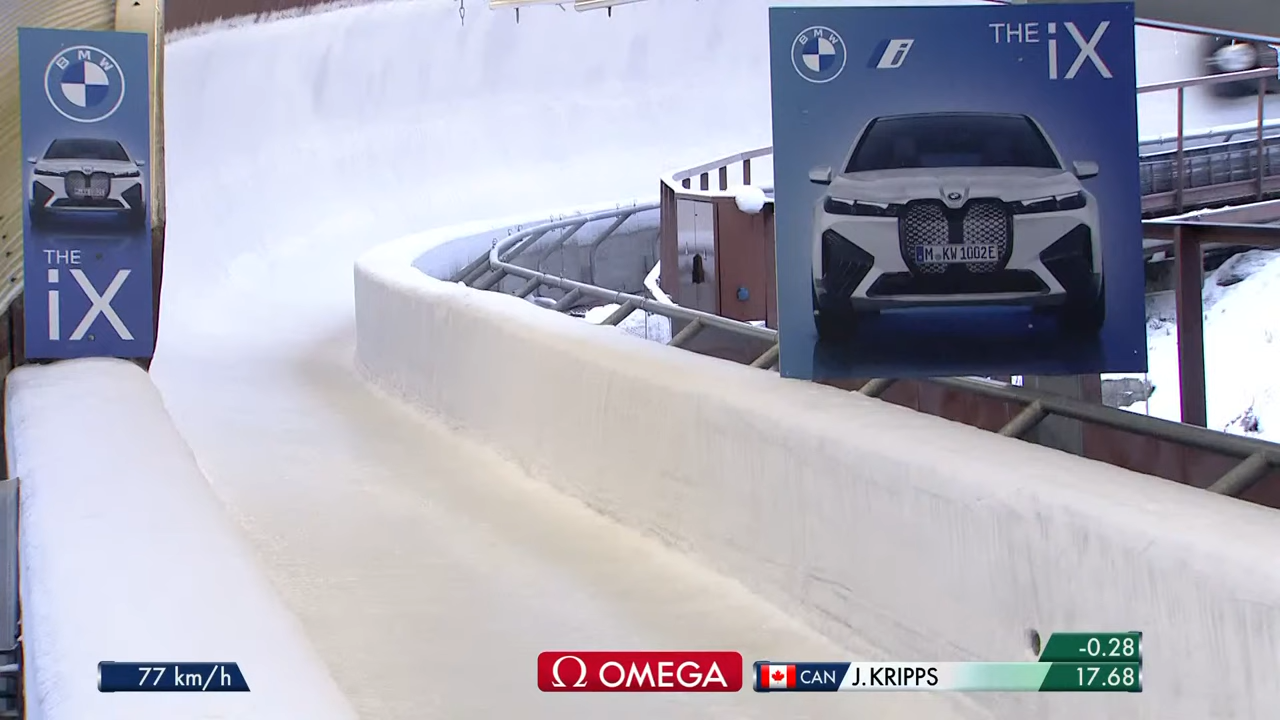 BMW
THE
iX
BMW
i
THE iX
M KW 1002E
77 km/h
Ω OMEGA
CAN J. KRIPPS
-0.28
17.68